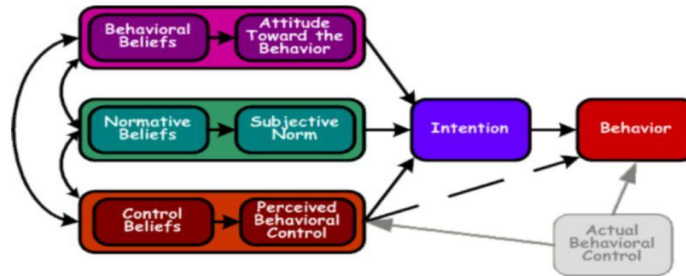 Behavioral
Beliefs
Attitude
Toward the
Behavior
Normative
Beliefs
Subjective
Norm
Intention
Behavior
Control
Beliefs
Perceived
Behavioral
Control
Actual
Behavioral
Control